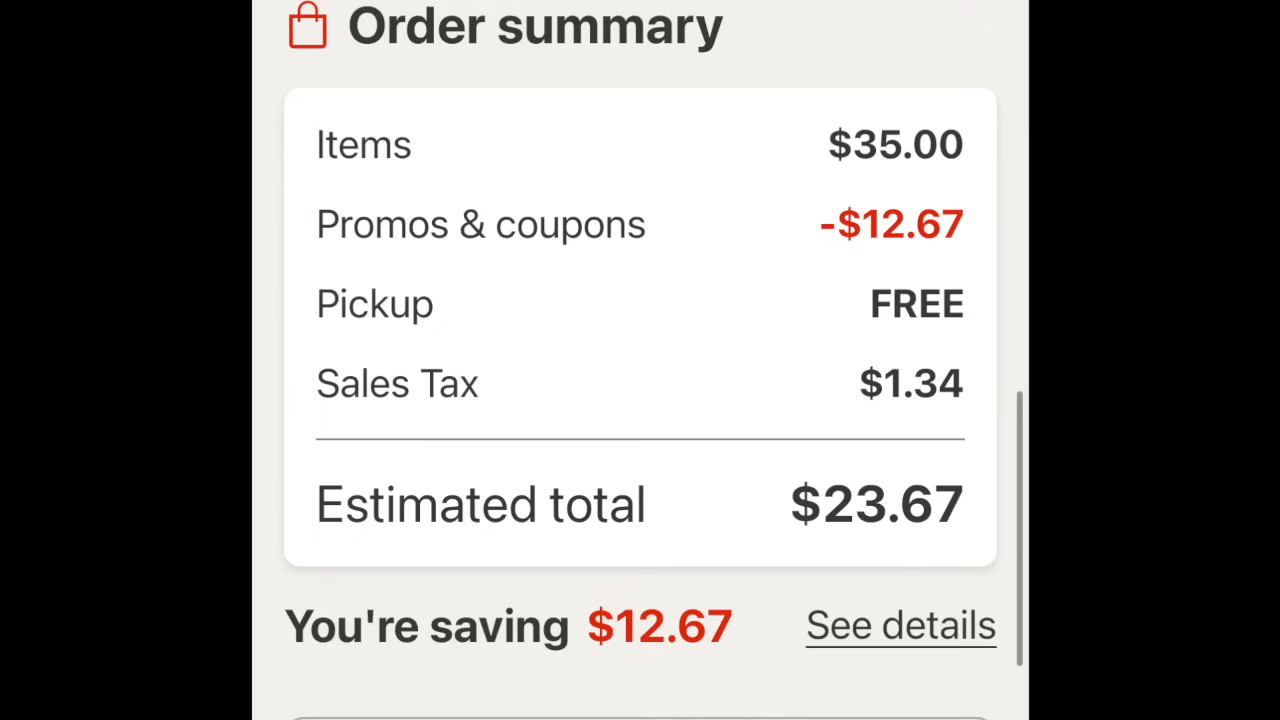 Order summary
Items $35.00
Promos & coupons -$12.67
Pickup FREE
Sales Tax $1.34
Estimated total $23.67
You're saving $12.67 See details